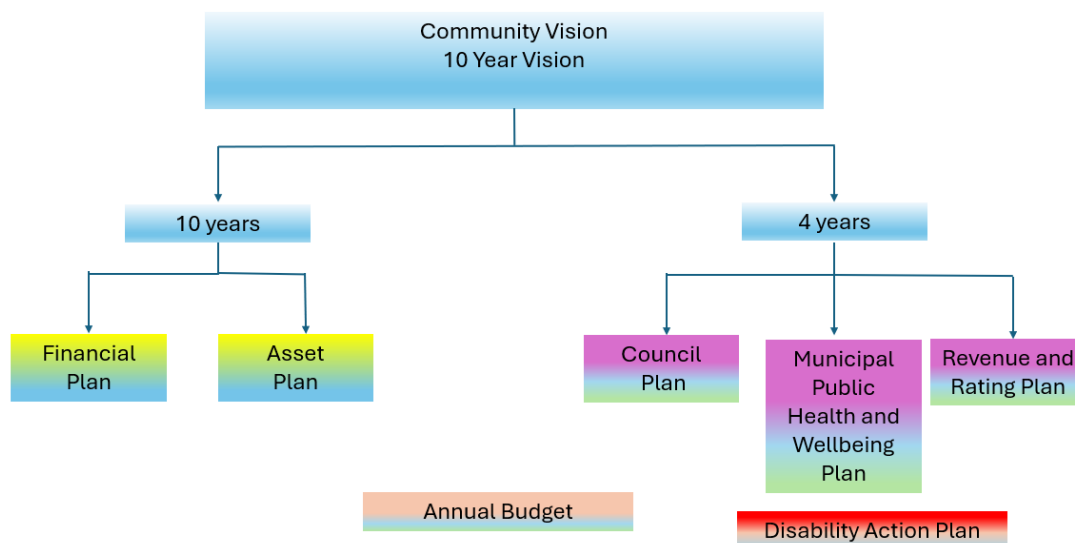 Community Vision
10 Year Vision
10 years
4 years
Financial
Plan
Asset
Plan
Council
Plan
Municipal
Public
Health and
Wellbeing
Plan
Revenue and
Rating Plan
Annual Budget
Disability Action Plan